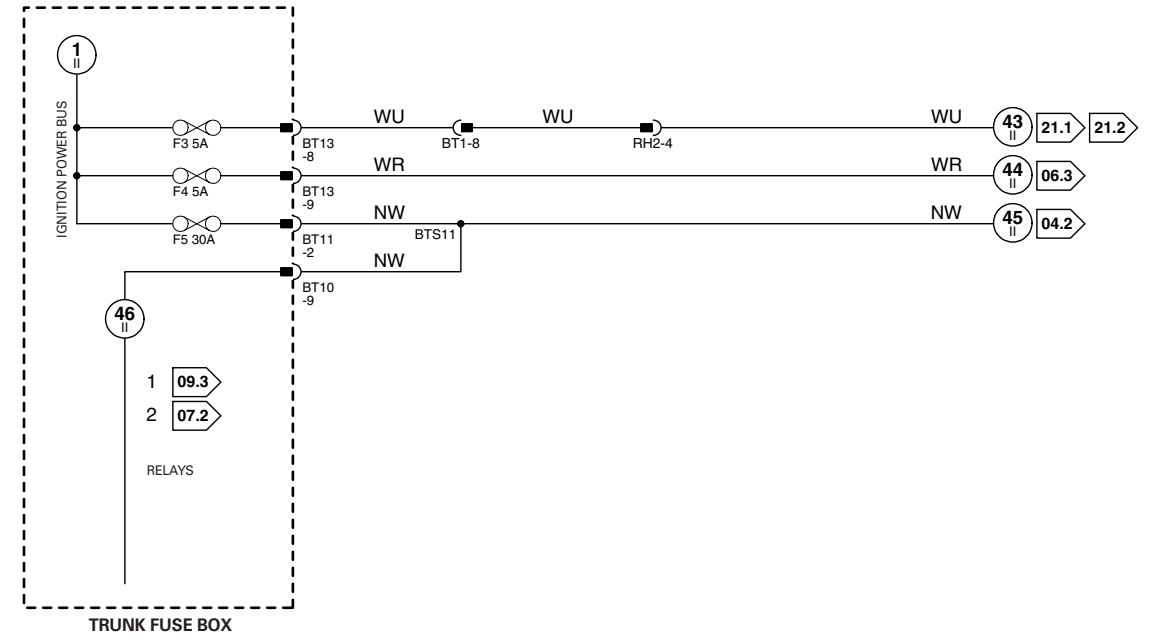 1
II
IGNITION POWER BUS
F3 5A
BT13
-8
WU
BT1-8
WU
RH2-4
WU
43
II
21.1
21.2
F4 5A
BT13
-9
WR
WR
44
II
06.3
F5 30A
BT11
-2
NW
BTS11
NW
45
II
04.2
BT10
-9
NW
46
II
1 09.3
2 07.2
RELAYS
TRUNK FUSE BOX